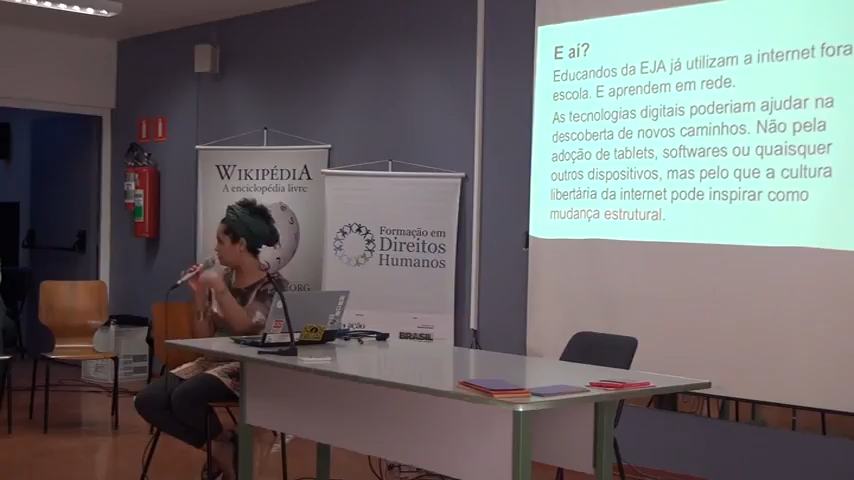 E aí?
Educandos da EJA já utilizam a internet fora
escola. E aprendem em rede.
As tecnologias digitais poderiam ajudar na
descoberta de novos caminhos. Não pela
adoção de tablets, softwares ou quaisquer
outros dispositivos, mas pelo que a cultura
libertária da internet pode inspirar como
mudança estrutural.
WIKIPÉDIA
A enciclopédia livre
.ORG
Formação em
Direitos
Humanos
BRASIL